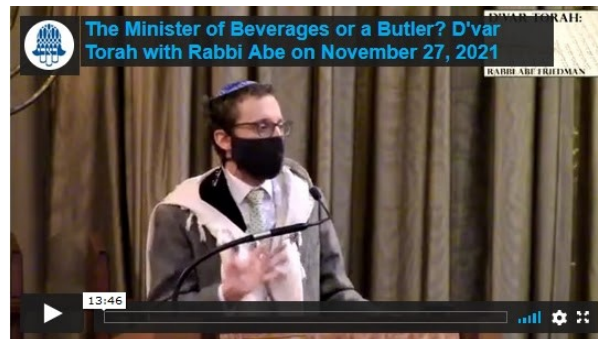 The Minister of Beverages or a Butler? D'var
Torah with Rabbi Abe on November 27, 2021
D'VAR TORAH:
RABBI ABE FRIEDMAN
13:46